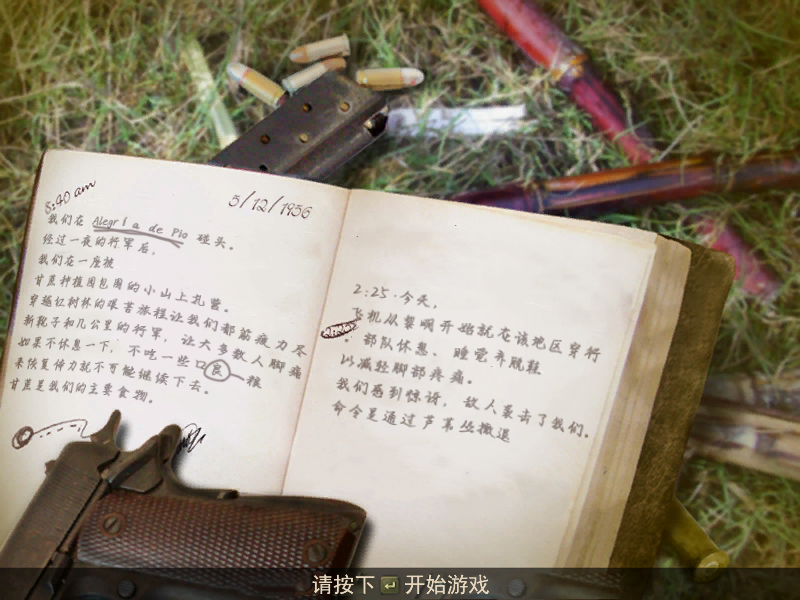 8:40 am
5/12/1956
我们在 Alegría de Pio 碰头。
经过一夜的行军后，
我们在一座被
甘蔗种植园包围的小山上扎营。
穿越红树林的艰苦旅程让我们都筋疲力尽
新靴子和几公里的行军，让大多数人脚痛
如果不休息一下，不吃一些口粮
来恢复体力就不可能继续下去。
甘蔗是我们的主要食物。
2:25·今天，
飞机从黎明开始就在该地区穿行
部队休息、睡觉并脱鞋
以减轻脚部疼痛。
我们感到惊讶，敌人袭击了我们。
命令是通过芦苇丛撤退
请按下 开始游戏